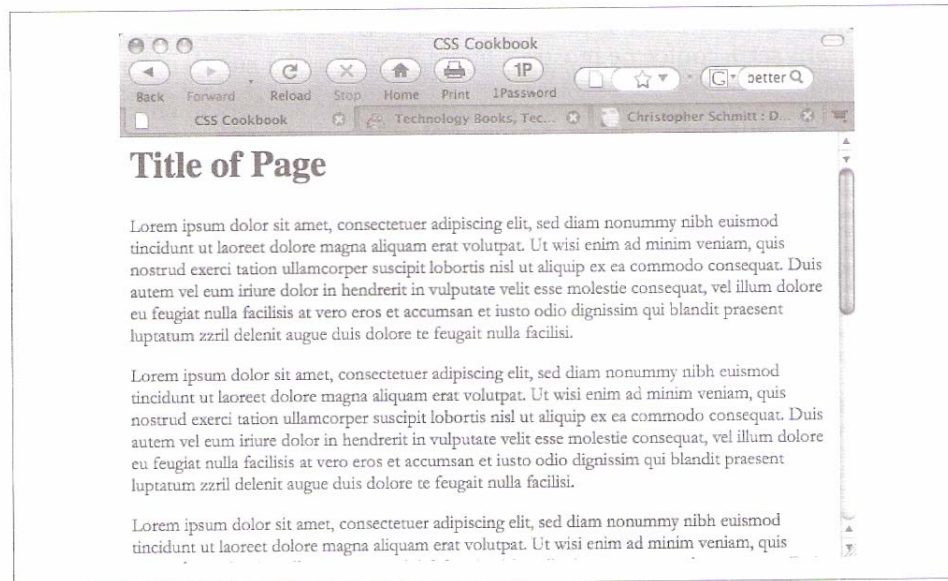 CSS Cookbook
1P
G better
Back Forward Reload Stop Home Print 1Password
CSS Cookbook Technology Books, Tec... Christopher Schmitt : D...
Title of Page
Lorem ipsum dolor sit amet, consectetuer adipiscing elit, sed diam nonummy nibh euismod
tincidunt ut laoreet dolore magna aliquam erat volutpat. Ut wisi enim ad minim veniam, quis
nostrud exerci tation ullamcorper suscipit lobortis nisl ut aliquip ex ea commodo consequat. Duis
autem vel eum iriure dolor in hendrerit in vulputate velit esse molestie consequat, vel illum dolore
eu feugiat nulla facilisis at vero eros et accumsan et iusto odio dignissim qui blandit praesent
luptatum zzril delenit augue duis dolore te feugait nulla facilisi.
Lorem ipsum dolor sit amet, consectetuer adipiscing elit, sed diam nonummy nibh euismod
tincidunt ut laoreet dolore magna aliquam erat volutpat. Ut wisi enim ad minim veniam, quis
nostrud exerci tation ullamcorper suscipit lobortis nisl ut aliquip ex ea commodo consequat. Duis
autem vel eum iriure dolor in hendrerit in vulputate velit esse molestie consequat, vel illum dolore
eu feugiat nulla facilisis at vero eros et accumsan et iusto odio dignissim qui blandit praesent
luptatum zzril delenit augue duis dolore te feugait nulla facilisi.
Lorem ipsum dolor sit amet, consectetuer adipiscing elit, sed diam nonummy nibh euismod
tincidunt ut laoreet dolore magna aliquam erat volutpat. Ut wisi enim ad minim veniam, quis